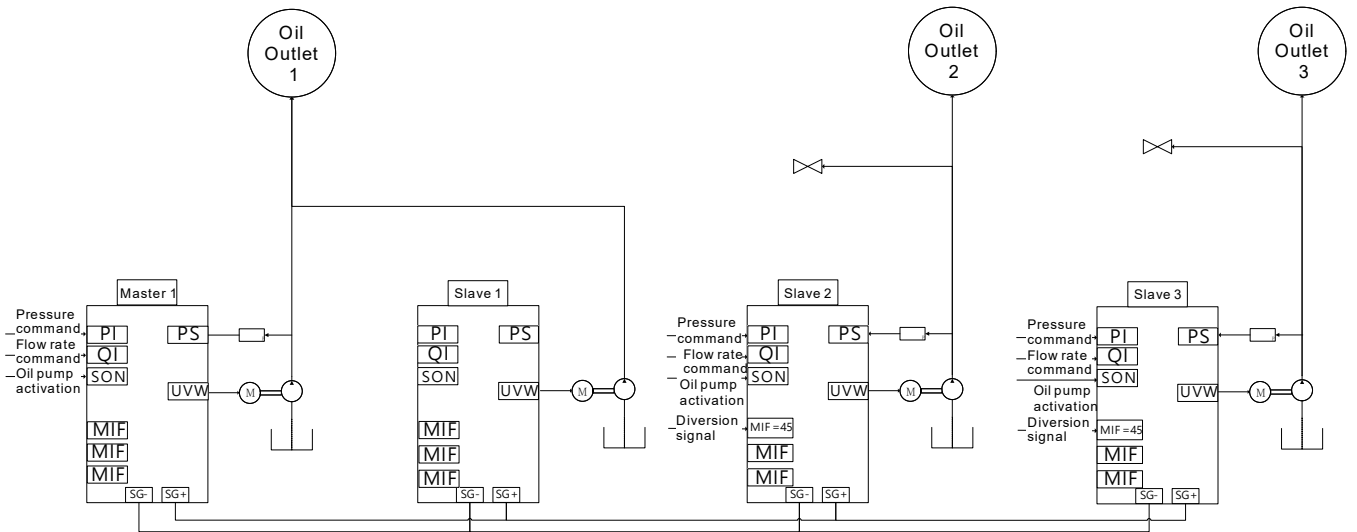 Oil
Outlet
1
Oil
Outlet
2
Oil
Outlet
3
Master 1
Pressure
command
Flow rate
command
Oil pump
activation
PI
QI
SON
PS
UVW
M
MIF
MIF
MIF
SG-
SG+
Slave 1
PI
QI
SON
PS
UVW
M
MIF
MIF
MIF
SG-
SG+
Slave 2
Pressure
command
Flow rate
command
Oil pump
activation
Diversion
signal
PI
QI
SON
PS
UVW
M
MIF=45
MIF
MIF
SG-
SG+
Slave 3
Pressure
command
Flow rate
command
Oil pump
activation
Diversion
signal
PI
QI
SON
PS
UVW
M
MIF=45
MIF
MIF
SG-
SG+